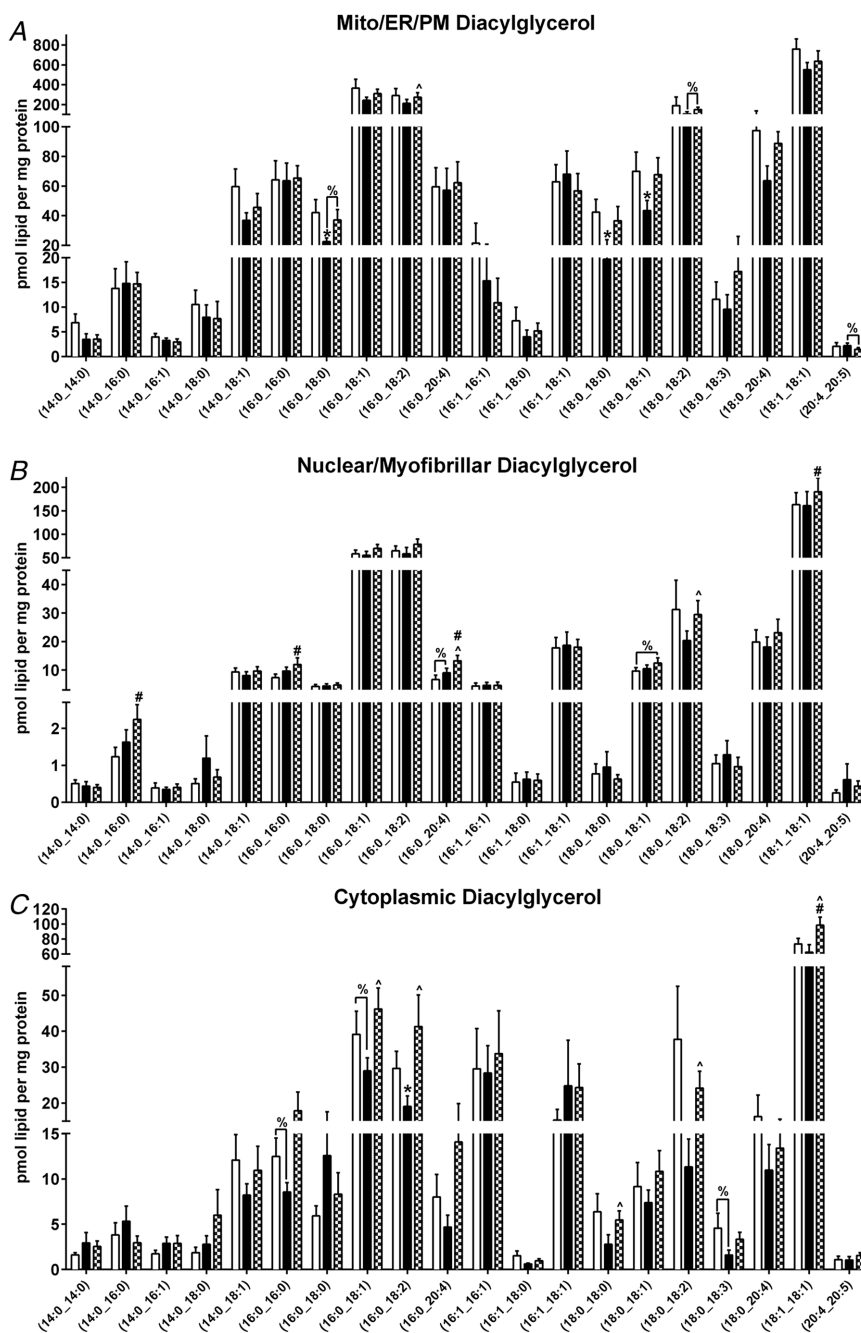 A
Mito/ER/PM Diacylglycerol
pmol lipid per mg protein
800
600
400
200
100
80
60
40
20
20
15
10
5
0
* % ^ * * % %
(14:0_14:0) (14:0_16:0) (14:0_16:1) (14:0_18:0) (14:0_18:1) (16:0_16:0) (16:0_18:0) (16:0_18:1) (16:0_18:2) (16:0_20:4) (16:1_16:1) (16:1_18:0) (16:1_18:1) (18:0_18:0) (18:0_18:1) (18:0_18:2) (18:0_18:3) (18:0_20:4) (18:1_18:1) (20:4_20:5)
B
Nuclear/Myofibrillar Diacylglycerol
pmol lipid per mg protein
200
150
100
50
40
30
20
10
2
1
0
# # % # ^ % ^ #
(14:0_14:0) (14:0_16:0) (14:0_16:1) (14:0_18:0) (14:0_18:1) (16:0_16:0) (16:0_18:0) (16:0_18:1) (16:0_18:2) (16:0_20:4) (16:1_16:1) (16:1_18:0) (16:1_18:1) (18:0_18:0) (18:0_18:1) (18:0_18:2) (18:0_18:3) (18:0_20:4) (18:1_18:1) (20:4_20:5)
C
Cytoplasmic Diacylglycerol
pmol lipid per mg protein
120
100
80
60
50
40
30
20
15
10
5
0
% % ^ * ^ ^ ^ % ^ #
(14:0_14:0) (14:0_16:0) (14:0_16:1) (14:0_18:0) (14:0_18:1) (16:0_16:0) (16:0_18:0) (16:0_18:1) (16:0_18:2) (16:0_20:4) (16:1_16:1) (16:1_18:0) (16:1_18:1) (18:0_18:0) (18:0_18:1) (18:0_18:2) (18:0_18:3) (18:0_20:4) (18:1_18:1) (20:4_20:5)